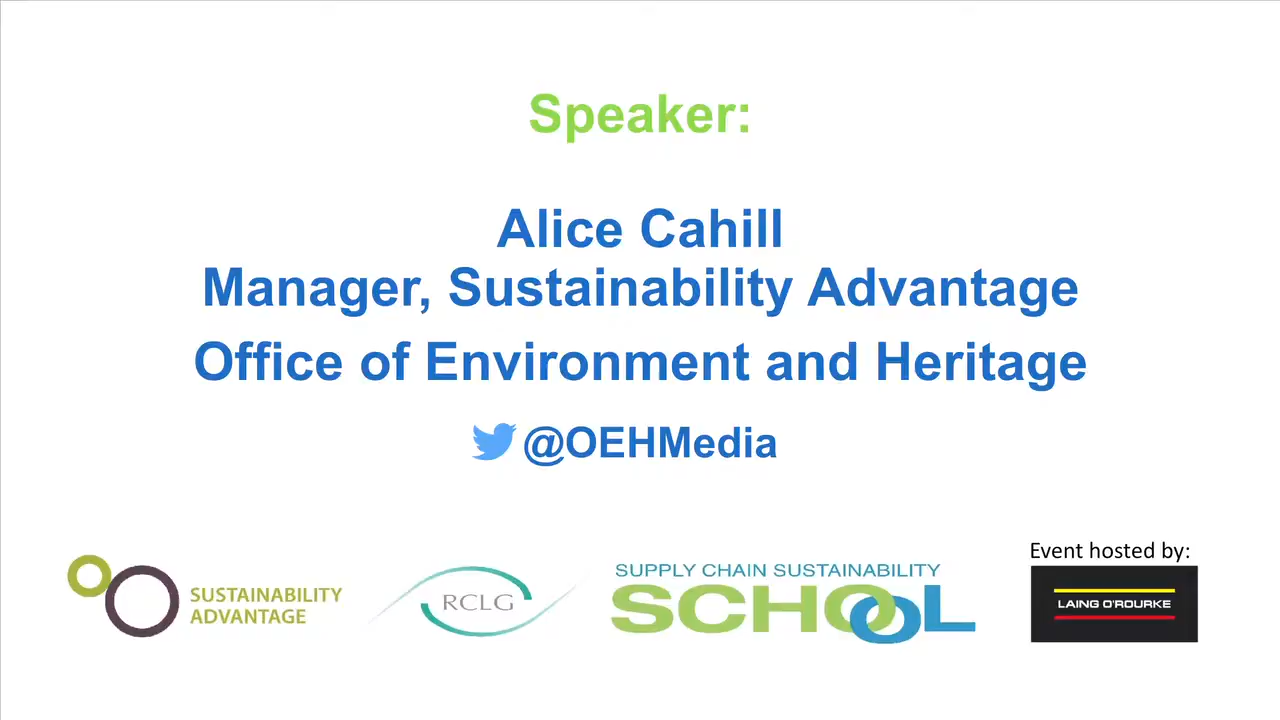 Speaker:
Alice Cahill
Manager, Sustainability Advantage
Office of Environment and Heritage
@OEHMedia
SUSTAINABILITY
ADVANTAGE
RCLG
SUPPLY CHAIN SUSTAINABILITY
SCHOOL
Event hosted by:
LAING O'ROURKE